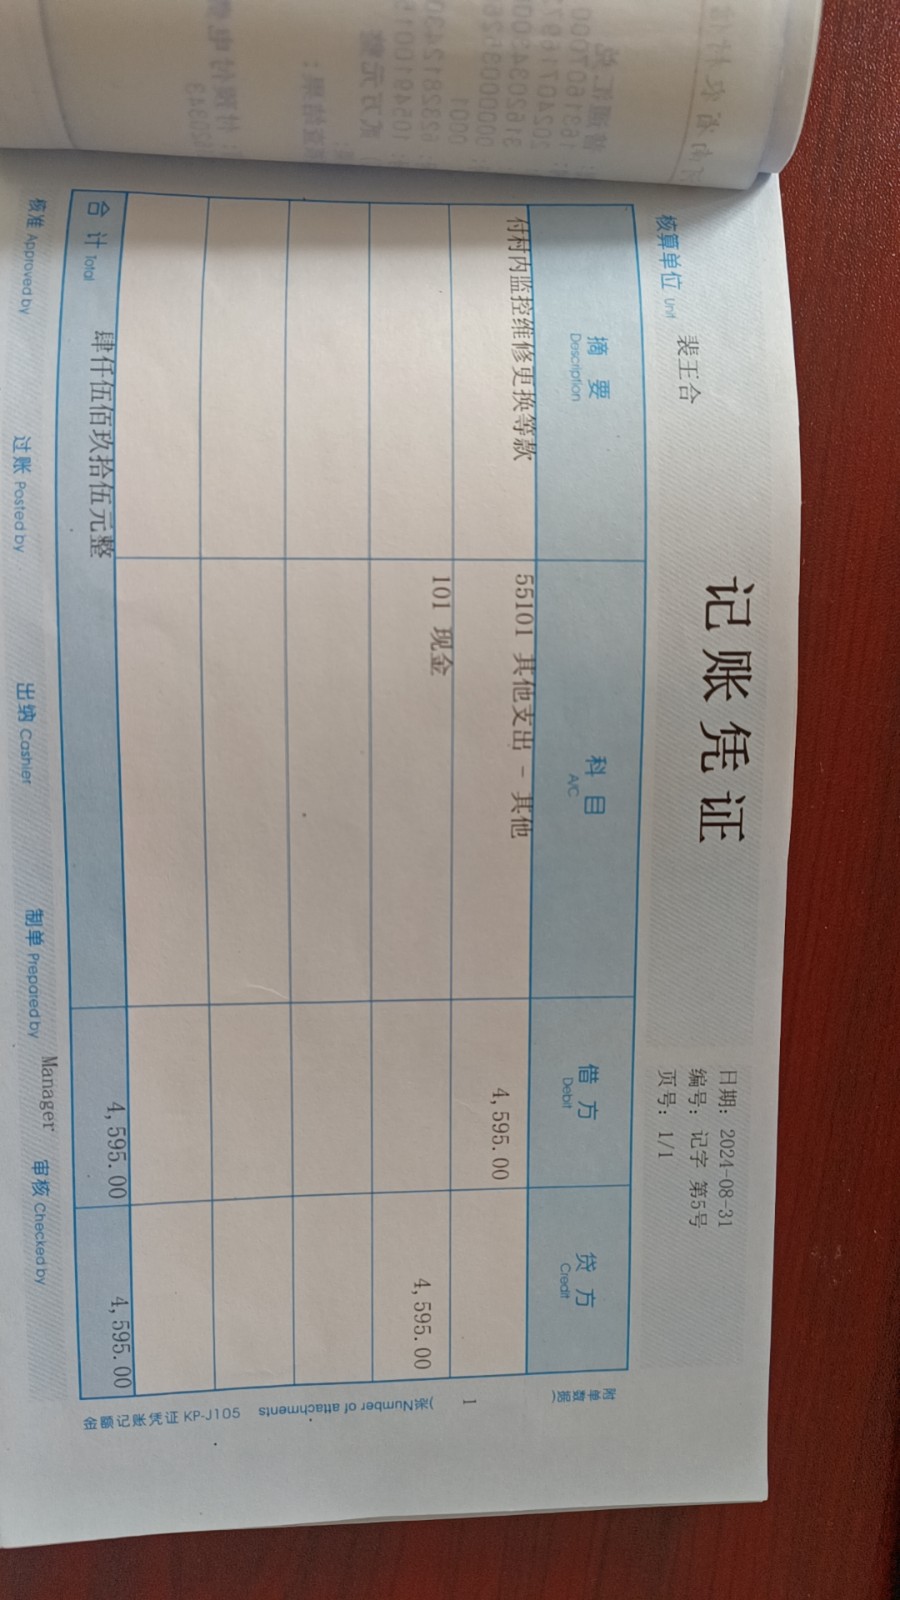 记账凭证
核算单位 Unit 裴王合
日期: 2024-08-31
编号: 记字 第5号
页号: 1/1
摘要 Description 科目 A/C 借方 Debit 贷方 Credit
付村内监控维修更换等款 55101 其他支出 - 其他 4,595.00
101 现金 4,595.00
合计 Total 肆仟伍佰玖拾伍元整 4,595.00 4,595.00
附单数据( 1 )张 Number of attachments
金额记账凭证 KP-J105
核准 Approved by 过账 Posted by 出纳 Cashier 制单 Prepared by Manager 审核 Checked by